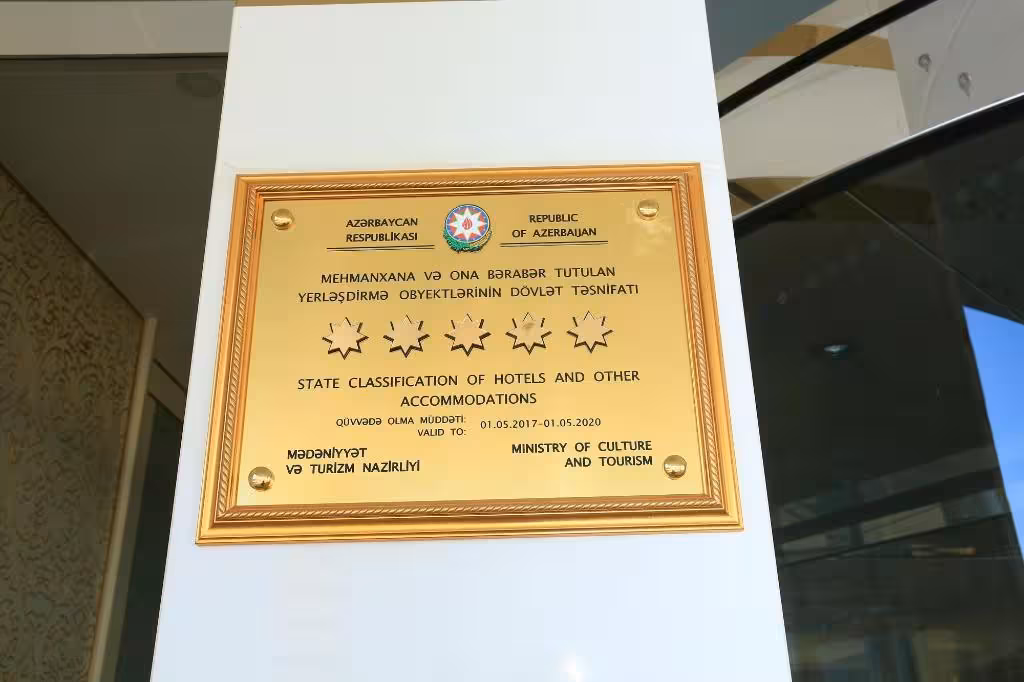 AZƏRBAYCAN
RESPUBLİKASI
REPUBLIC
OF AZERBAIJAN
MEHMANXANA VƏ ONA BƏRABƏR TUTULAN
YERLƏŞDİRMƏ OBYEKTLƏRİNİN DÖVLƏT TƏSNİFATI
STATE CLASSIFICATION OF HOTELS AND OTHER
ACCOMMODATIONS
QÜVVƏDƏ OLMA MÜDDƏTİ:
VALID TO: 01.05.2017-01.05.2020
MƏDƏNİYYƏT
VƏ TURİZM NAZİRLİYİ
MINISTRY OF CULTURE
AND TOURISM